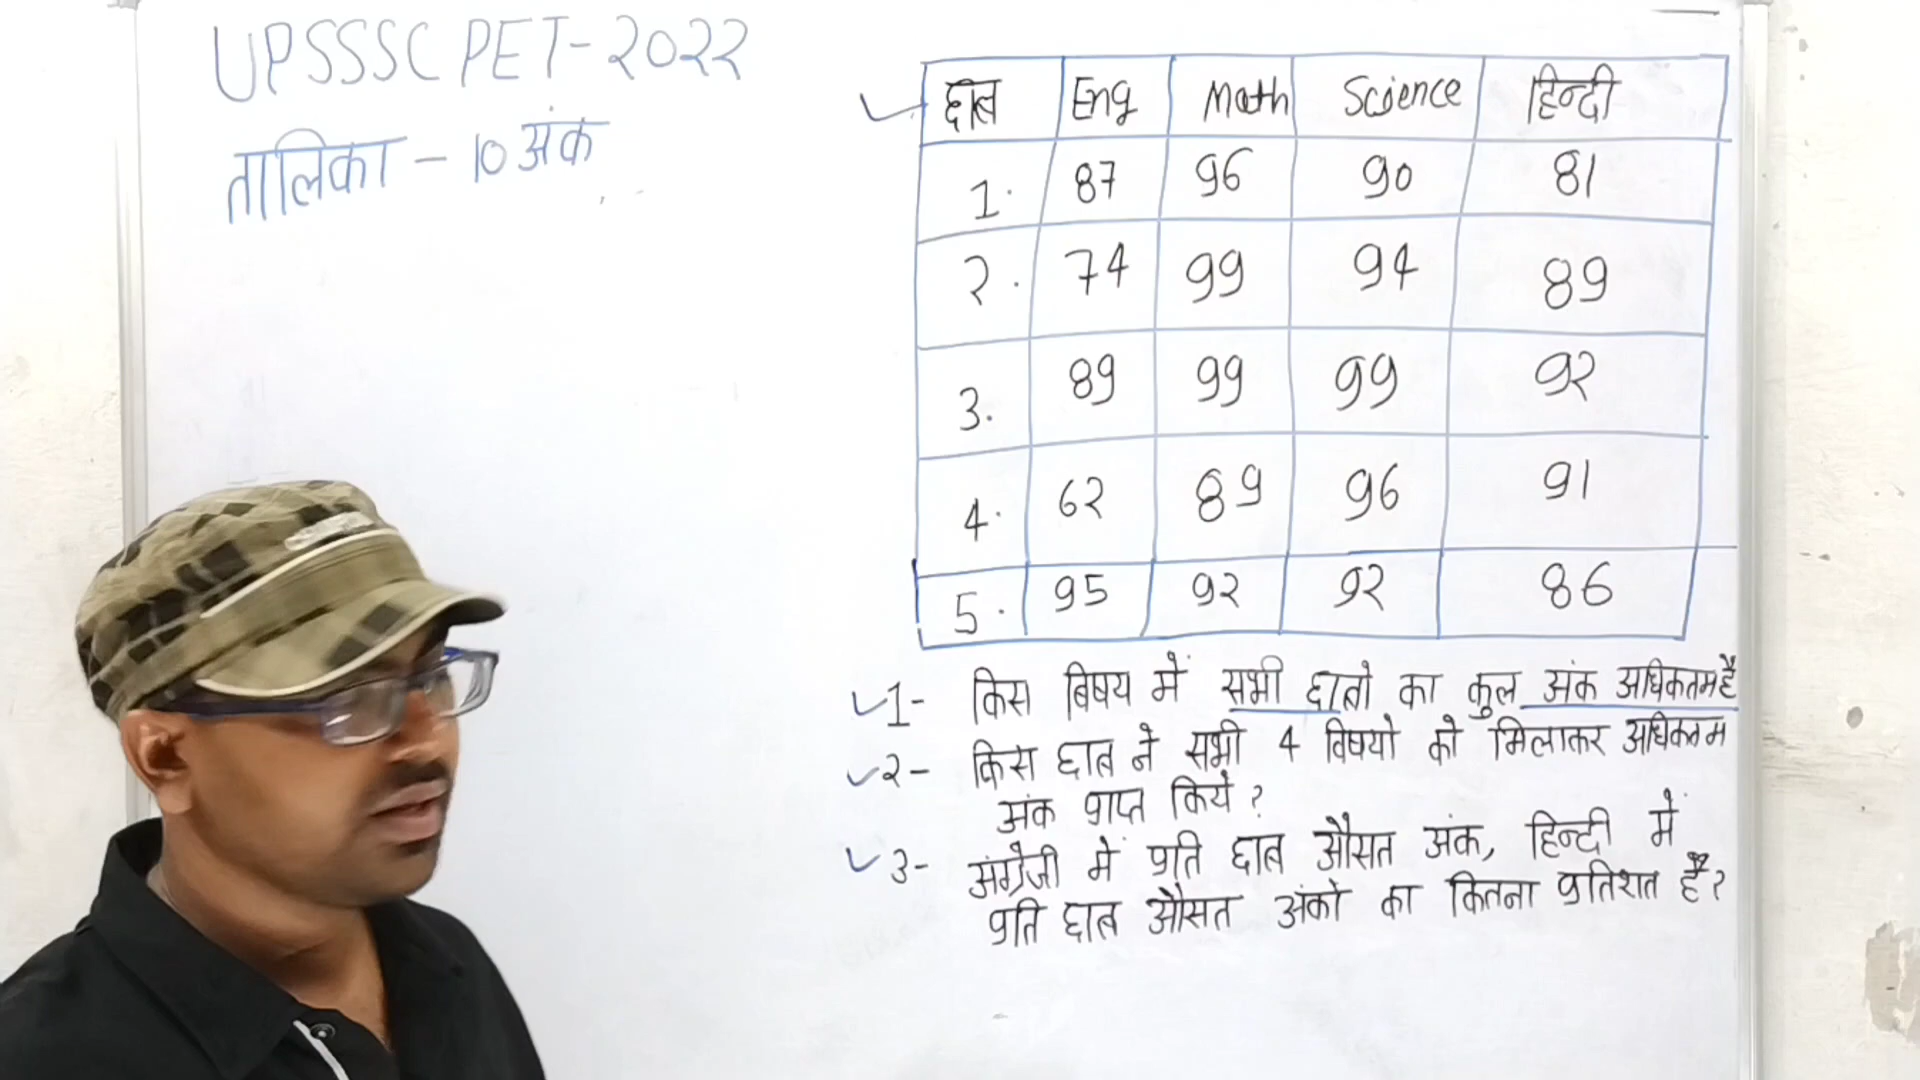 UPSSSC PET-2022
तालिका - 10 अंक
छात्र Eng Math Science हिन्दी
1. 87 96 90 81
2. 74 99 94 89
3. 89 99 99 92
4. 62 89 96 91
5. 95 92 92 86
1- किस बिषय में सभी छात्रो का कुल अंक अधिकतम है
2- किस छात्र ने सभी 4 विषयो को मिलाकर अधिकतम
अंक प्राप्त किये ?
3- अंग्रेजी में प्रति छात्र औसत अंक, हिन्दी में
प्रति छात्र औसत अंको का कितना प्रतिशत है ?